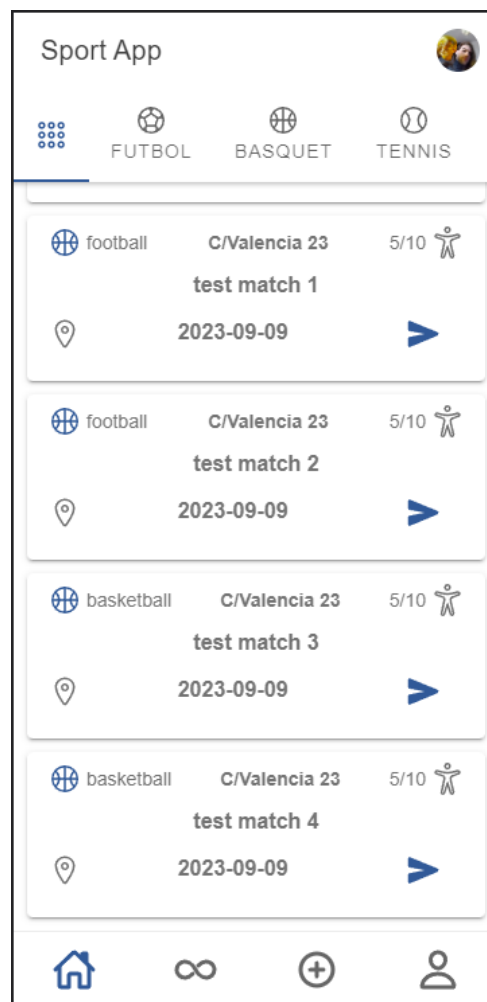 Sport App
FUTBOL BASQUET TENNIS
football C/Valencia 23 5/10
test match 1
2023-09-09
football C/Valencia 23 5/10
test match 2
2023-09-09
basketball C/Valencia 23 5/10
test match 3
2023-09-09
basketball C/Valencia 23 5/10
test match 4
2023-09-09